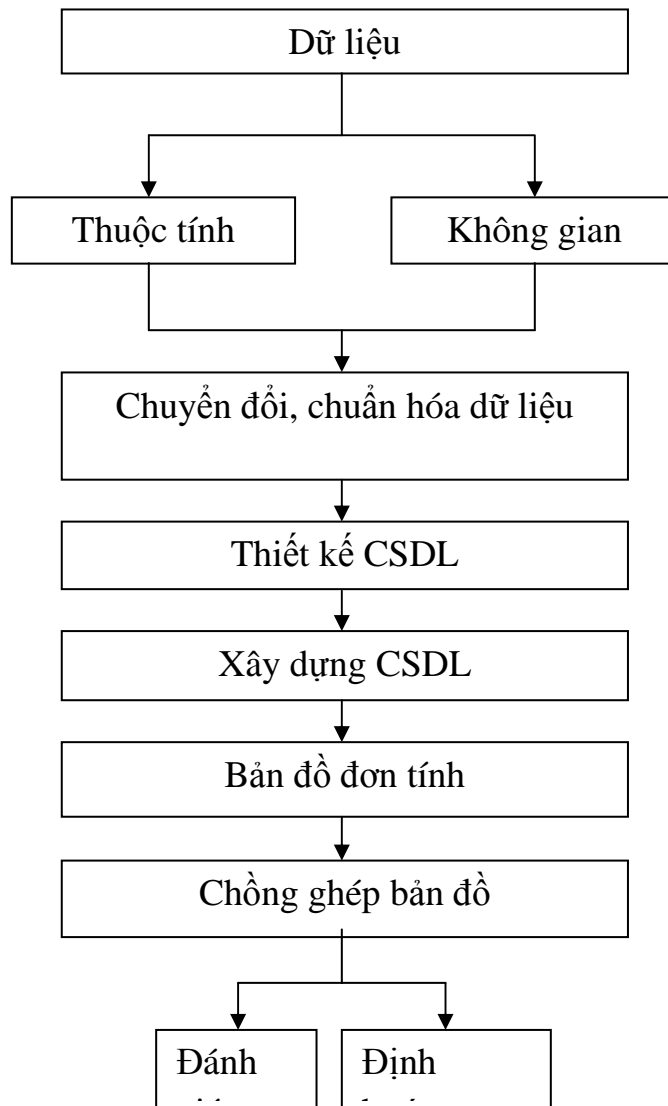 Dữ liệu
Thuộc tính
Không gian
Chuyển đổi, chuẩn hóa dữ liệu
Thiết kế CSDL
Xây dựng CSDL
Bản đồ đơn tính
Chồng ghép bản đồ
Đánh
Định